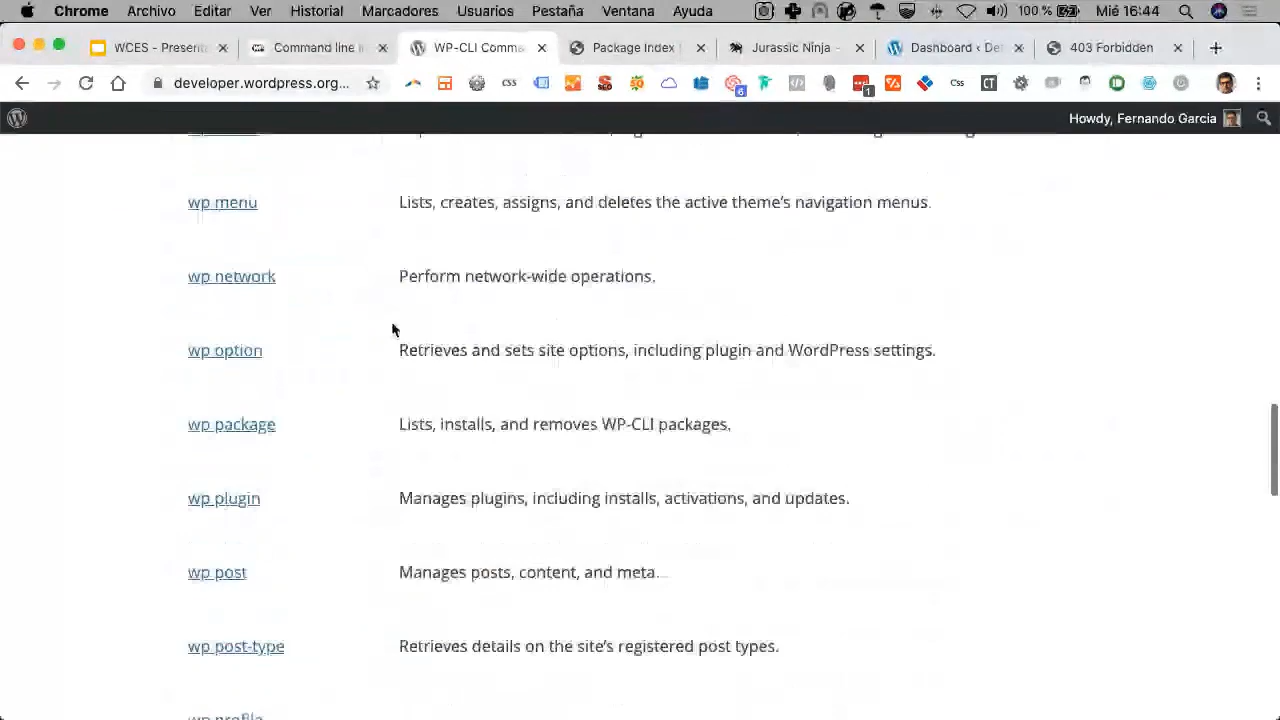 Chrome Archivo Editar Ver Historial Marcadores Usuarios Pestaña Ventana Ayuda 100 % Mié 16:44
WCES - Present WP-CLI Comma Command line i Package Index Jurassic Ninja - Dashboard ‹ De 403 Forbidden
developer.wordpress.org...
Howdy, Fernando Garcia
wp menu Lists, creates, assigns, and deletes the active theme's navigation menus.
wp network Perform network-wide operations.
wp option Retrieves and sets site options, including plugin and WordPress settings.
wp package Lists, installs, and removes WP-CLI packages.
wp plugin Manages plugins, including installs, activations, and updates.
wp post Manages posts, content, and meta.
wp post-type Retrieves details on the site's registered post types.
wp profile